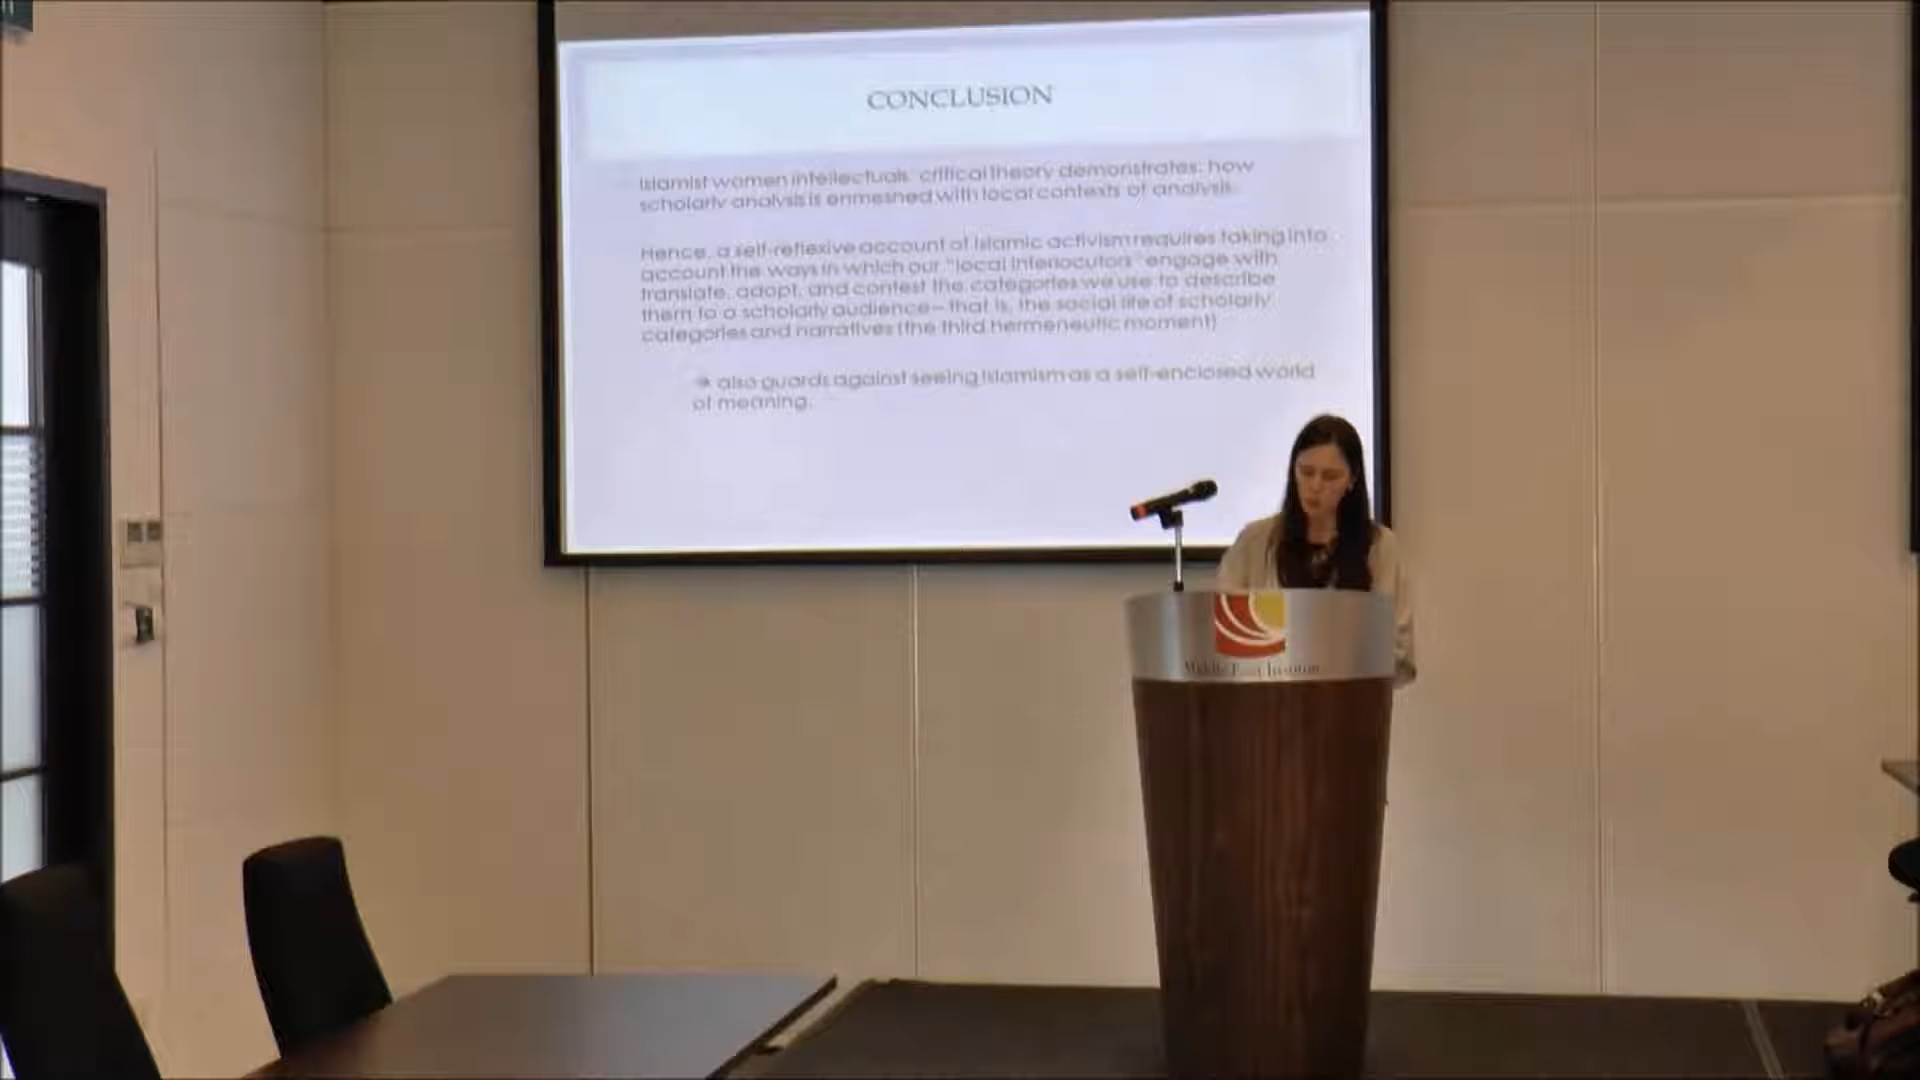 CONCLUSION
Islamist women intellectuals' critical theory demonstrates: how
scholarly analysis is enmeshed with local contexts of analysis.
Hence, a self-reflexive account of Islamic activism requires taking into
account the ways in which our "local interlocutors" engage with
translate, adopt, and contest the categories we use to describe
them to a scholarly audience – that is, the social life of scholarly
categories and narratives (the third hermeneutic moment)
→ also guards against seeing Islamism as a self-enclosed world
of meaning.
Middle East Institute